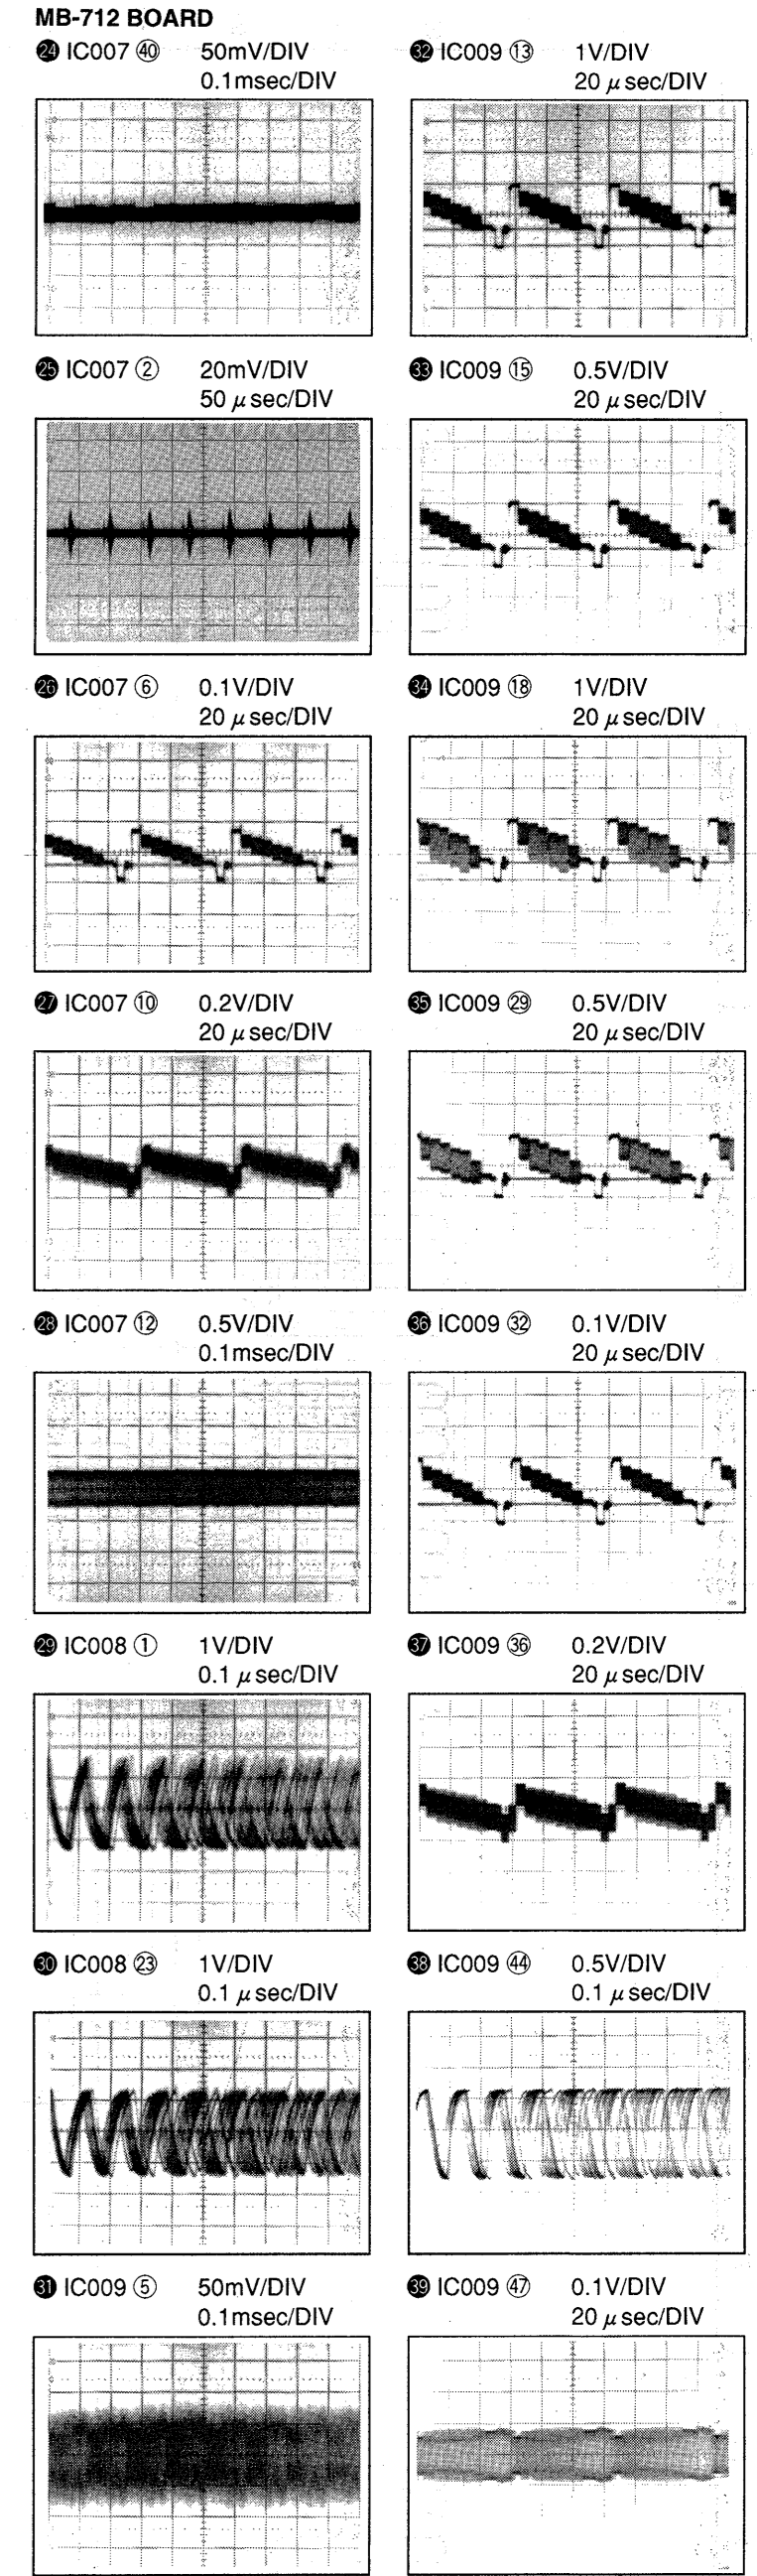 MB-712 BOARD
㉔ IC007 ㊵ 50mV/DIV
0.1msec/DIV
㉕ IC007 ② 20mV/DIV
50 μsec/DIV
㉖ IC007 ⑥ 0.1V/DIV
20 μsec/DIV
㉗ IC007 ⑩ 0.2V/DIV
20 μsec/DIV
㉘ IC007 ⑫ 0.5V/DIV
0.1msec/DIV
㉙ IC008 ① 1V/DIV
0.1 μsec/DIV
㉚ IC008 ㉓ 1V/DIV
0.1 μsec/DIV
㉛ IC009 ⑤ 50mV/DIV
0.1msec/DIV
㉜ IC009 ⑬ 1V/DIV
20 μsec/DIV
㉝ IC009 ⑮ 0.5V/DIV
20 μsec/DIV
㉞ IC009 ⑱ 1V/DIV
20 μsec/DIV
㉟ IC009 ㉙ 0.5V/DIV
20 μsec/DIV
㊱ IC009 ㉜ 0.1V/DIV
20 μsec/DIV
㊲ IC009 ㊱ 0.2V/DIV
20 μsec/DIV
㊳ IC009 ㊹ 0.5V/DIV
0.1 μsec/DIV
㊴ IC009 ㊼ 0.1V/DIV
20 μsec/DIV